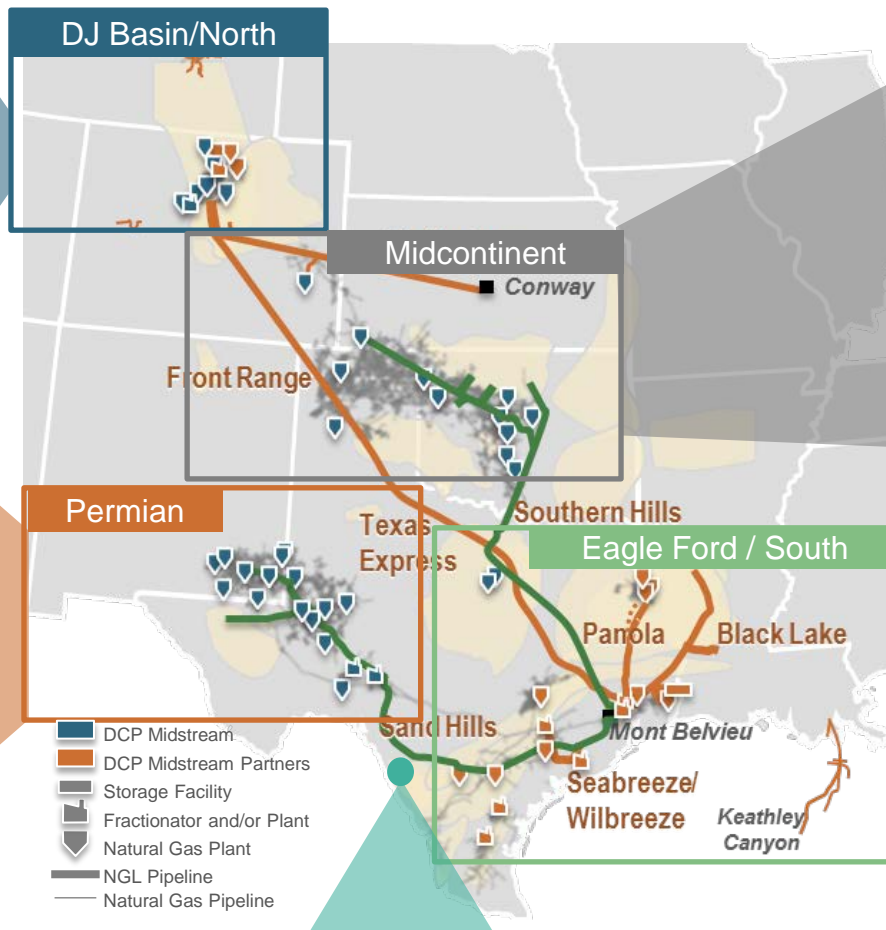 DJ Basin/North
Midcontinent
Conway
Front Range
Permian
Texas
Express
Southern Hills
Eagle Ford / South
Panola
Black Lake
Sand Hills
Mont Belvieu
Seabreeze/
Wilbreeze
Keathley
Canyon
DCP Midstream
DCP Midstream Partners
Storage Facility
Fractionator and/or Plant
Natural Gas Plant
NGL Pipeline
Natural Gas Pipeline